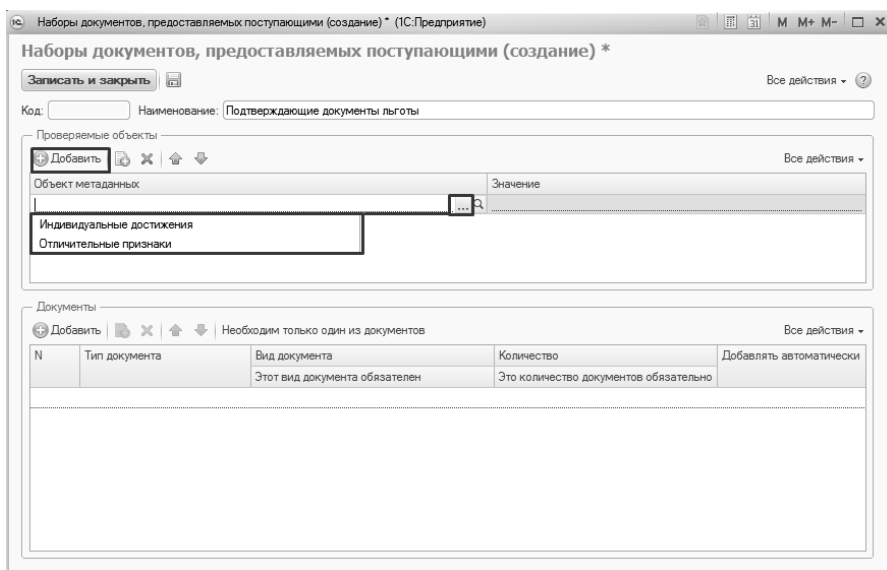 Наборы документов, предоставляемых поступающими (создание) * (1С:Предприятие)
M M+ M-
Наборы документов, предоставляемых поступающими (создание) *
Записать и закрыть Все действия
Код: Наименование: Подтверждающие документы льготы
Проверяемые объекты
Добавить Все действия
Объект метаданных Значение
...
Индивидуальные достижения
Отличительные признаки
Документы
Добавить Необходим только один из документов Все действия
N Тип документа Вид документа Количество Добавлять автоматически
Этот вид документа обязателен Это количество документов обязательно